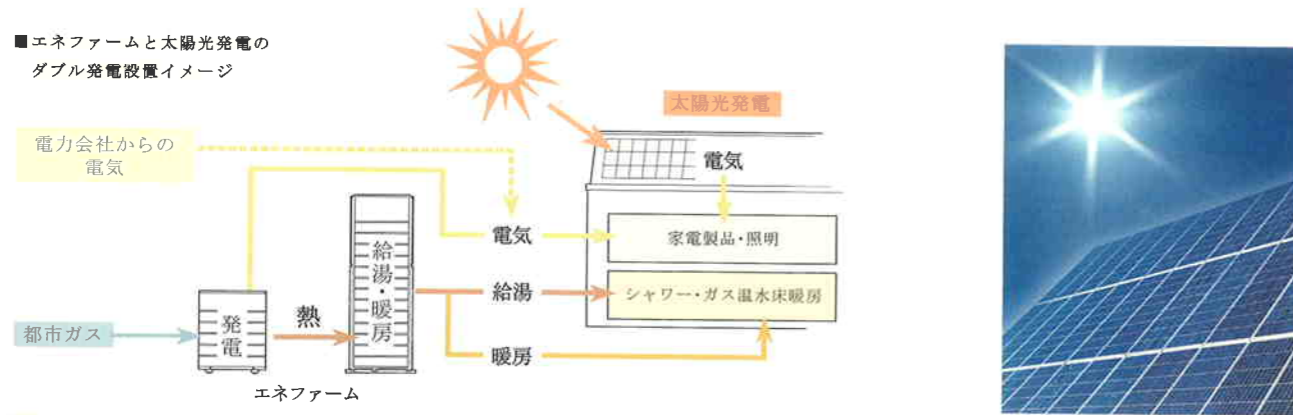 ■エネファームと太陽光発電の
ダブル発電設置イメージ
太陽光発電
電力会社からの
電気
電気
電気
家電製品・照明
給湯・暖房
給湯
シャワー・ガス温水床暖房
都市ガス
発電
熱
暖房
エネファーム